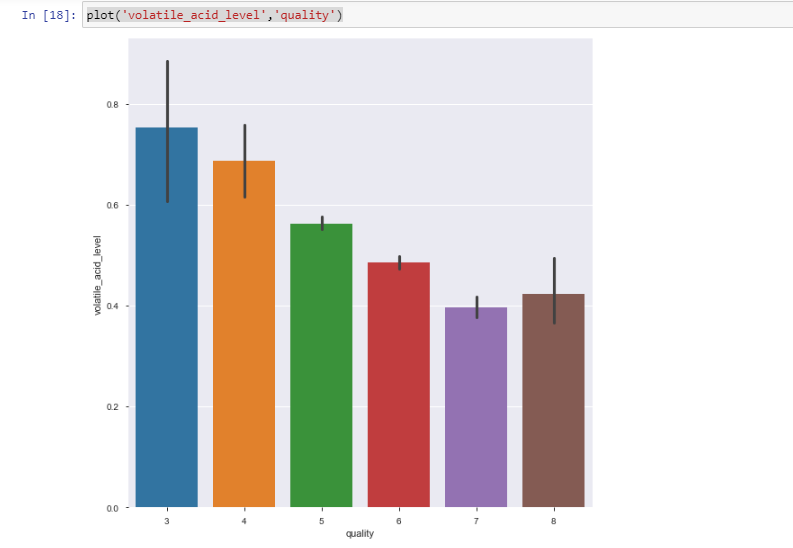 In [18]: plot('volatile_acid_level','quality')
0.8
0.6
0.4
0.2
0.0
volatile_acid_level
3 4 5 6 7 8
quality